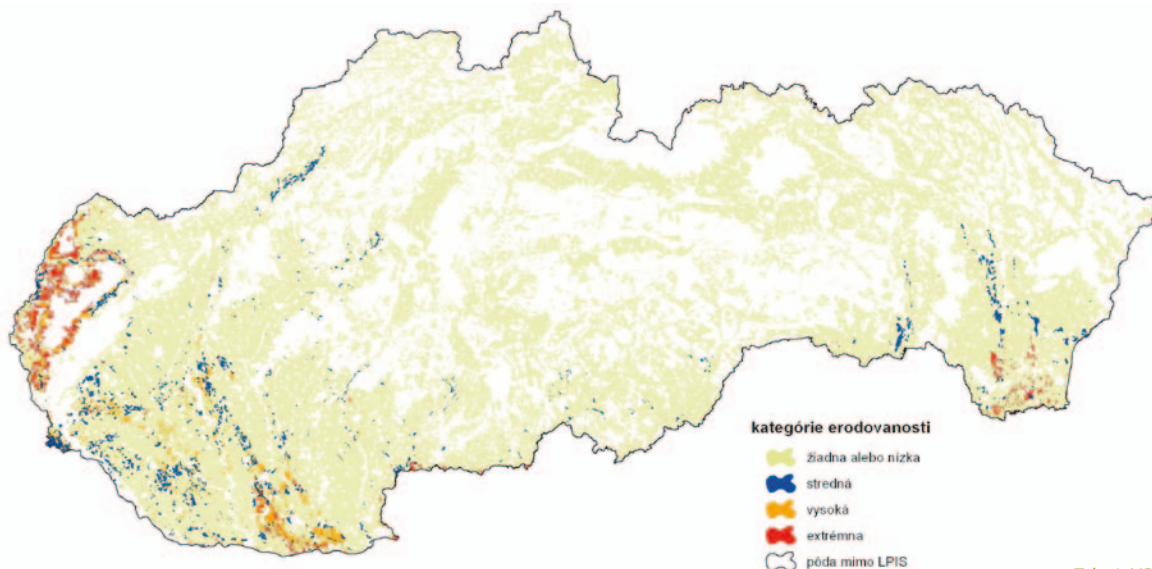 kategórie erodovanosti
žiadna alebo nízka
stredná
vysoká
extrémna
pôda mimo LPIS